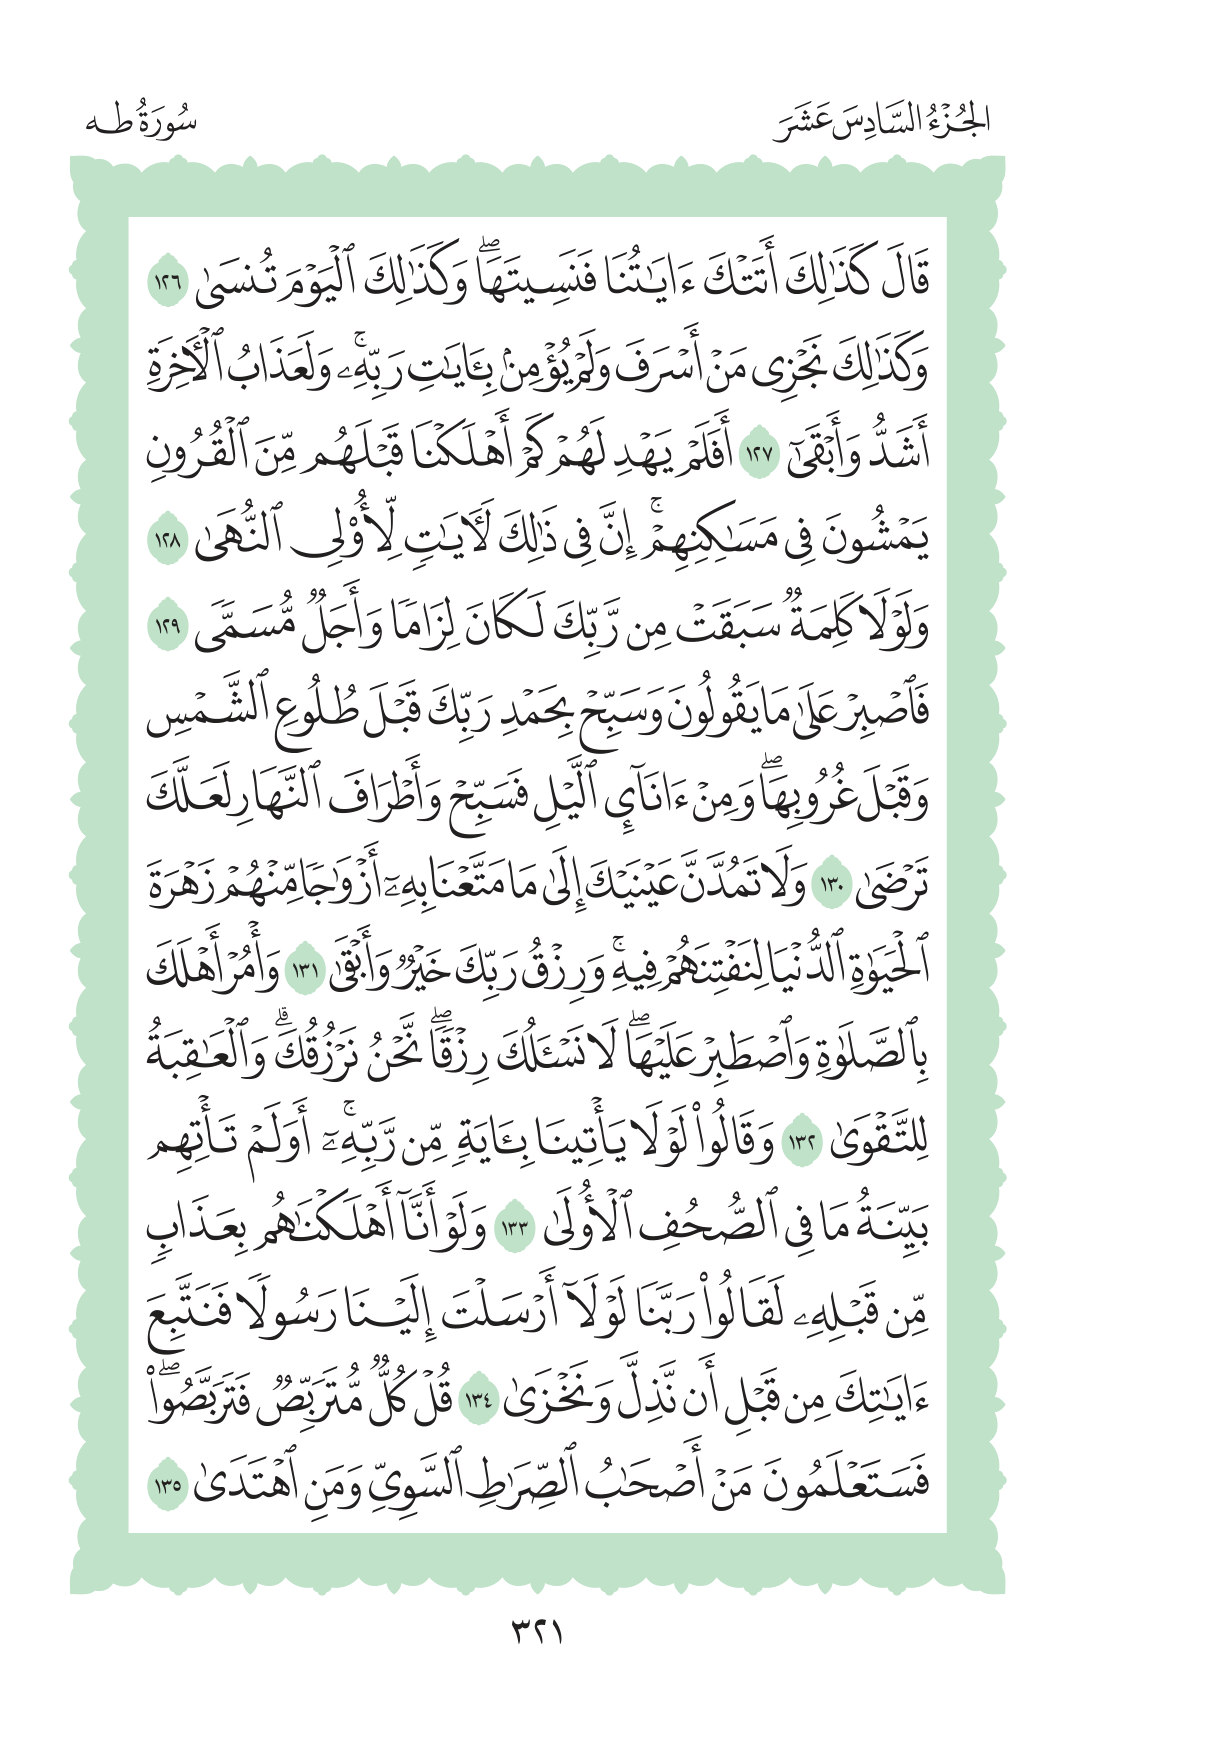 الجُزْءُ السَّادِسَ عَشَرَ
سُورَةُ طه
قَالَ كَذَٰلِكَ أَتَتۡكَ ءَايَٰتُنَا فَنَسِيتَهَاۖ وَكَذَٰلِكَ ٱلۡيَوۡمَ تُنسَىٰ ١٢٦
وَكَذَٰلِكَ نَجۡزِي مَنۡ أَسۡرَفَ وَلَمۡ يُؤۡمِنۢ بِـَٔايَٰتِ رَبِّهِۦۚ وَلَعَذَابُ ٱلۡأٓخِرَةِ
أَشَدُّ وَأَبۡقَىٰٓ ١٢٧ أَفَلَمۡ يَهۡدِ لَهُمۡ كَمۡ أَهۡلَكۡنَا قَبۡلَهُم مِّنَ ٱلۡقُرُونِ
يَمۡشُونَ فِي مَسَٰكِنِهِمۡۚ إِنَّ فِي ذَٰلِكَ لَأٓيَٰتٖ لِّأُوْلِي ٱلنُّهَىٰ ١٢٨
وَلَوۡلَا كَلِمَةٞ سَبَقَتۡ مِن رَّبِّكَ لَكَانَ لِزَامٗا وَأَجَلٞ مُّسَمّٗى ١٢٩
فَٱصۡبِرۡ عَلَىٰ مَا يَقُولُونَ وَسَبِّحۡ بِحَمۡدِ رَبِّكَ قَبۡلَ طُلُوعِ ٱلشَّمۡسِ
وَقَبۡلَ غُرُوبِهَاۖ وَمِنۡ ءَانَآيِٕ ٱلَّيۡلِ فَسَبِّحۡ وَأَطۡرَافَ ٱلنَّهَارِ لَعَلَّكَ
تَرۡضَىٰ ١٣٠ وَلَا تَمُدَّنَّ عَيۡنَيۡكَ إِلَىٰ مَا مَتَّعۡنَا بِهِۦٓ أَزۡوَٰجٗا مِّنۡهُمۡ زَهۡرَةَ
ٱلۡحَيَوٰةِ ٱلدُّنۡيَا لِنَفۡتِنَهُمۡ فِيهِۚ وَرِزۡقُ رَبِّكَ خَيۡرٞ وَأَبۡقَىٰ ١٣١ وَأۡمُرۡ أَهۡلَكَ
بِٱلصَّلَوٰةِ وَٱصۡطَبِرۡ عَلَيۡهَاۖ لَا نَسۡـَٔلُكَ رِزۡقٗاۖ نَّحۡنُ نَرۡزُقُكَۗ وَٱلۡعَٰقِبَةُ
لِلتَّقۡوَىٰ ١٣٢ وَقَالُواْ لَوۡلَا يَأۡتِينَا بِـَٔايَةٖ مِّن رَّبِّهِۦٓۚ أَوَلَمۡ تَأۡتِهِم
بَيِّنَةُ مَا فِي ٱلصُّحُفِ ٱلۡأُولَىٰ ١٣٣ وَلَوۡ أَنَّآ أَهۡلَكۡنَٰهُم بِعَذَابٖ
مِّن قَبۡلِهِۦ لَقَالُواْ رَبَّنَا لَوۡلَآ أَرۡسَلۡتَ إِلَيۡنَا رَسُولٗا فَنَتَّبِعَ
ءَايَٰتِكَ مِن قَبۡلِ أَن نَّذِلَّ وَنَخۡزَىٰ ١٣٤ قُلۡ كُلّٞ مُّتَرَبِّصٞ فَتَرَبَّصُواْۖ
فَسَتَعۡلَمُونَ مَنۡ أَصۡحَٰبُ ٱلصِّرَٰطِ ٱلسَّوِيِّ وَمَنِ ٱهۡتَدَىٰ ١٣٥
٣٢١